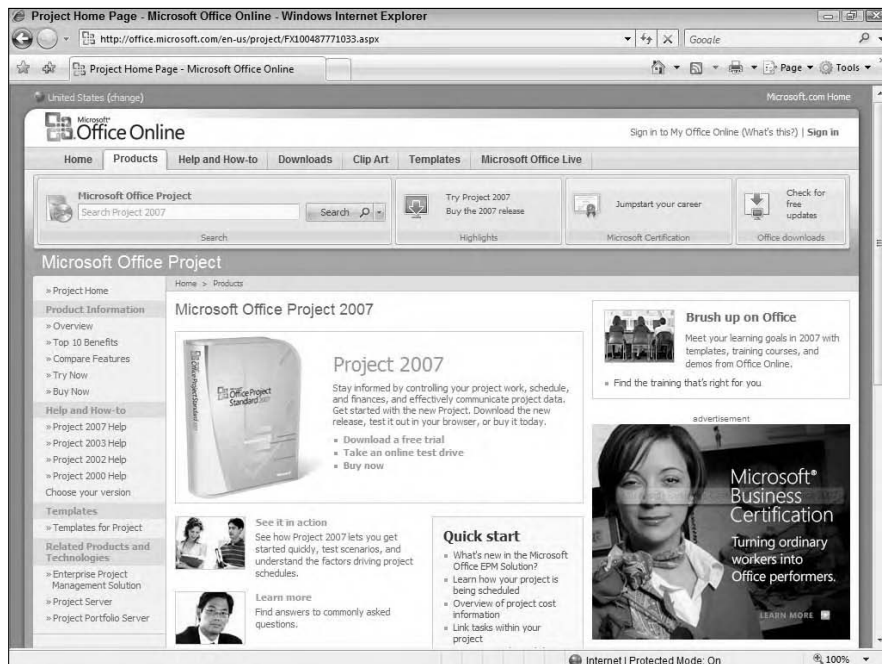 Project Home Page - Microsoft Office Online - Windows Internet Explorer
http://office.microsoft.com/en-us/project/FX100487771033.aspx
Google
Project Home Page - Microsoft Office Online
Page
Tools
United States (change)
Microsoft.com Home
Microsoft®
Office Online
Sign in to My Office Online (What's this?) | Sign in
Home
Products
Help and How-to
Downloads
Clip Art
Templates
Microsoft Office Live
Microsoft Office Project
Search Project 2007
Search
Search
Try Project 2007
Buy the 2007 release
Highlights
Jumpstart your career
Microsoft Certification
Check for
free
updates
Office downloads
Microsoft Office Project
» Project Home
Product Information
» Overview
» Top 10 Benefits
» Compare Features
» Try Now
» Buy Now
Help and How-to
» Project 2007 Help
» Project 2003 Help
» Project 2002 Help
» Project 2000 Help
Choose your version
Templates
» Templates for Project
Related Products and
Technologies
» Enterprise Project
Management Solution
» Project Server
» Project Portfolio Server
Home > Products
Microsoft Office Project 2007
Office Project
Standard 2007
Project 2007
Stay informed by controlling your project work, schedule,
and finances, and effectively communicate project data.
Get started with the new Project. Download the new
release, test it out in your browser, or buy it today.
Download a free trial
Take an online test drive
Buy now
See it in action
See how Project 2007 lets you get
started quickly, test scenarios, and
understand the factors driving project
schedules.
Learn more
Find answers to commonly asked
questions.
Quick start
What's new in the Microsoft
Office EPM Solution?
Learn how your project is
being scheduled
Overview of project cost
information
Link tasks within your
project
Brush up on Office
Meet your learning goals in 2007 with
templates, training courses, and
demos from Office Online.
Find the training that's right for you
advertisement
Microsoft®
Business
Certification
Turning ordinary
workers into
Office performers.
LEARN MORE
Internet | Protected Mode: On
100%